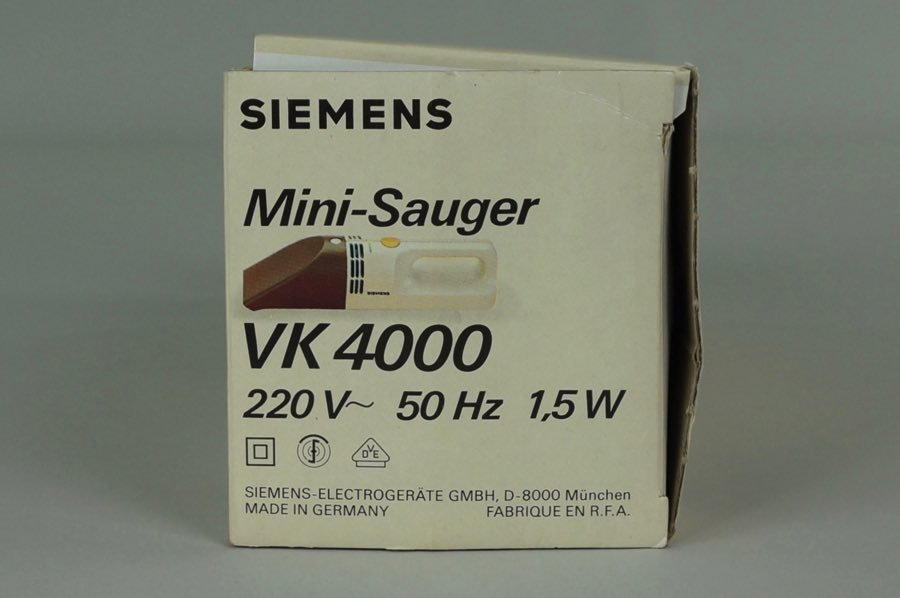 SIEMENS
Mini-Sauger
SIEMENS
VK 4000
220 V~ 50 Hz 1,5 W
DVE
SIEMENS-ELECTROGERÄTE GMBH, D-8000 München
MADE IN GERMANY FABRIQUE EN R.F.A.